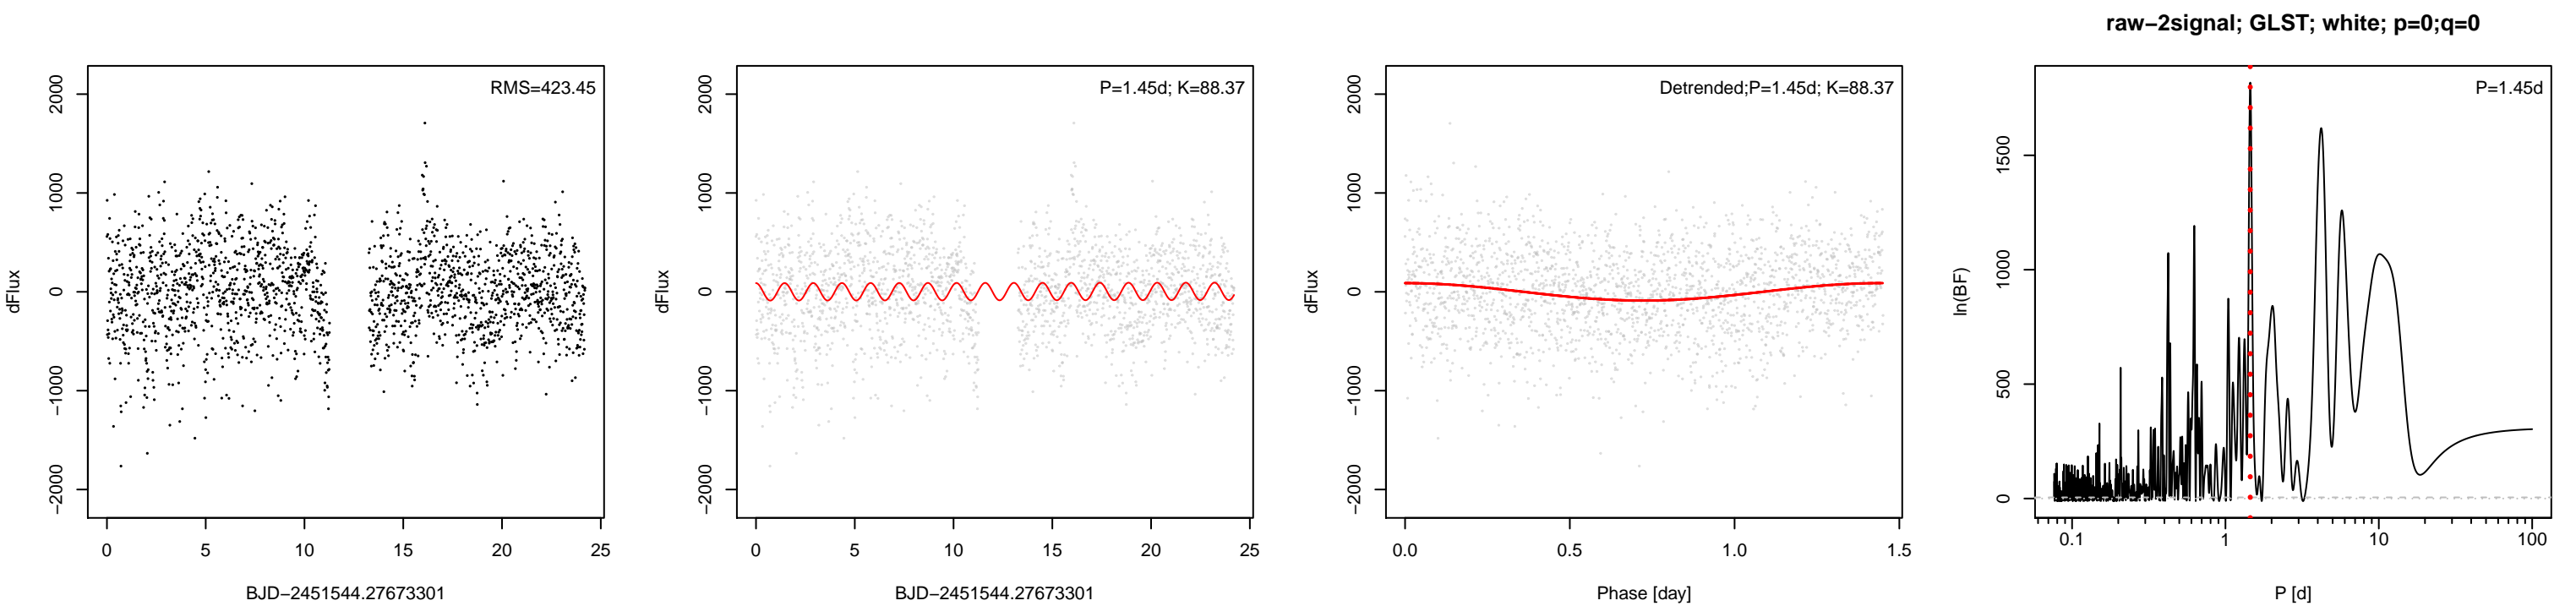 raw−2signal; GLST; white; p=0;q=0
RMS=423.45
dFlux
2000
1000
0
−1000
−2000
0 5 10 15 20 25
BJD−2451544.27673301
P=1.45d; K=88.37
dFlux
2000
1000
0
−1000
−2000
0 5 10 15 20 25
BJD−2451544.27673301
Detrended;P=1.45d; K=88.37
dFlux
2000
1000
0
−1000
−2000
0.0 0.5 1.0 1.5
Phase [day]
P=1.45d
ln(BF)
1500
1000
500
0
0.1 1 10 100
P [d]